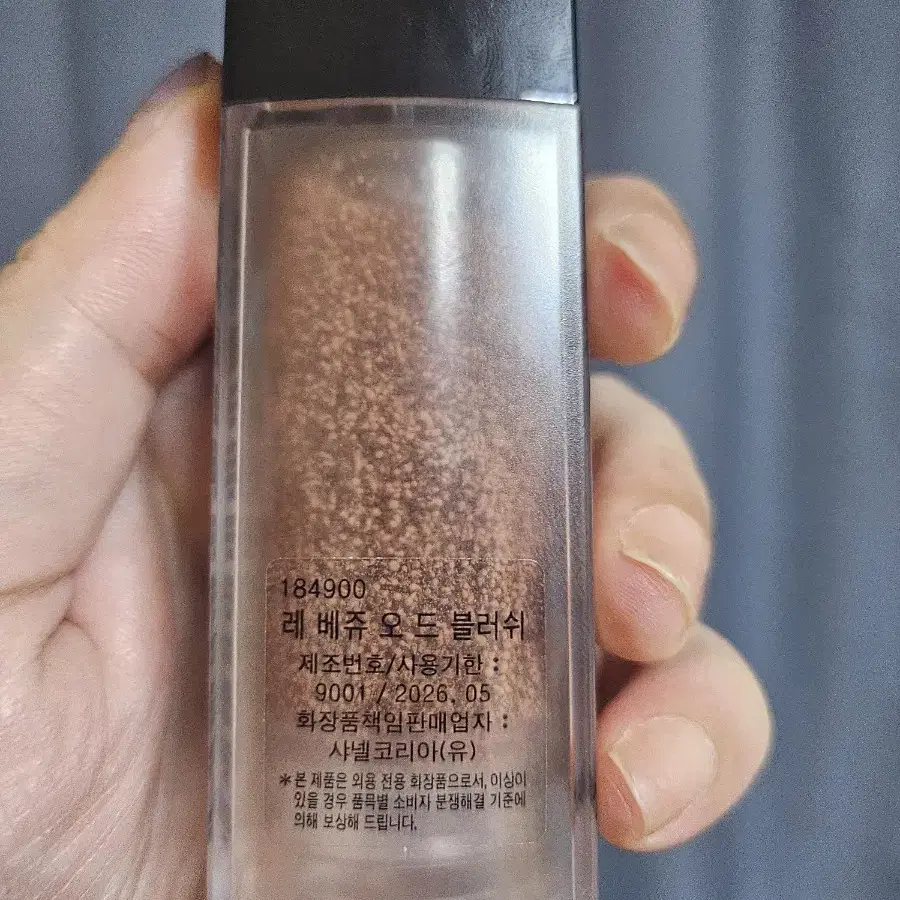 184900
레 베쥬 오 드 블러쉬
제조번호/사용기한 :
9001 / 2026. 05
화장품책임판매업자 :
샤넬코리아(유)
*본 제품은 외용 전용 화장품으로서, 이상이
있을 경우 품목별 소비자 분쟁해결 기준에
의해 보상해 드립니다.